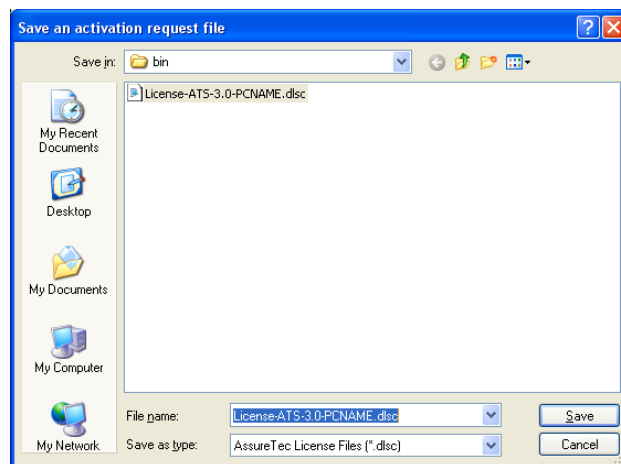 Save an activation request file
Save in: bin
License-ATS-3.0-PCNAME.dlsc
My Recent
Documents
Desktop
My Documents
My Computer
My Network
File name: License-ATS-3.0-PCNAME.dlsc Save
Save as type: AssureTec License Files (*.dlsc) Cancel